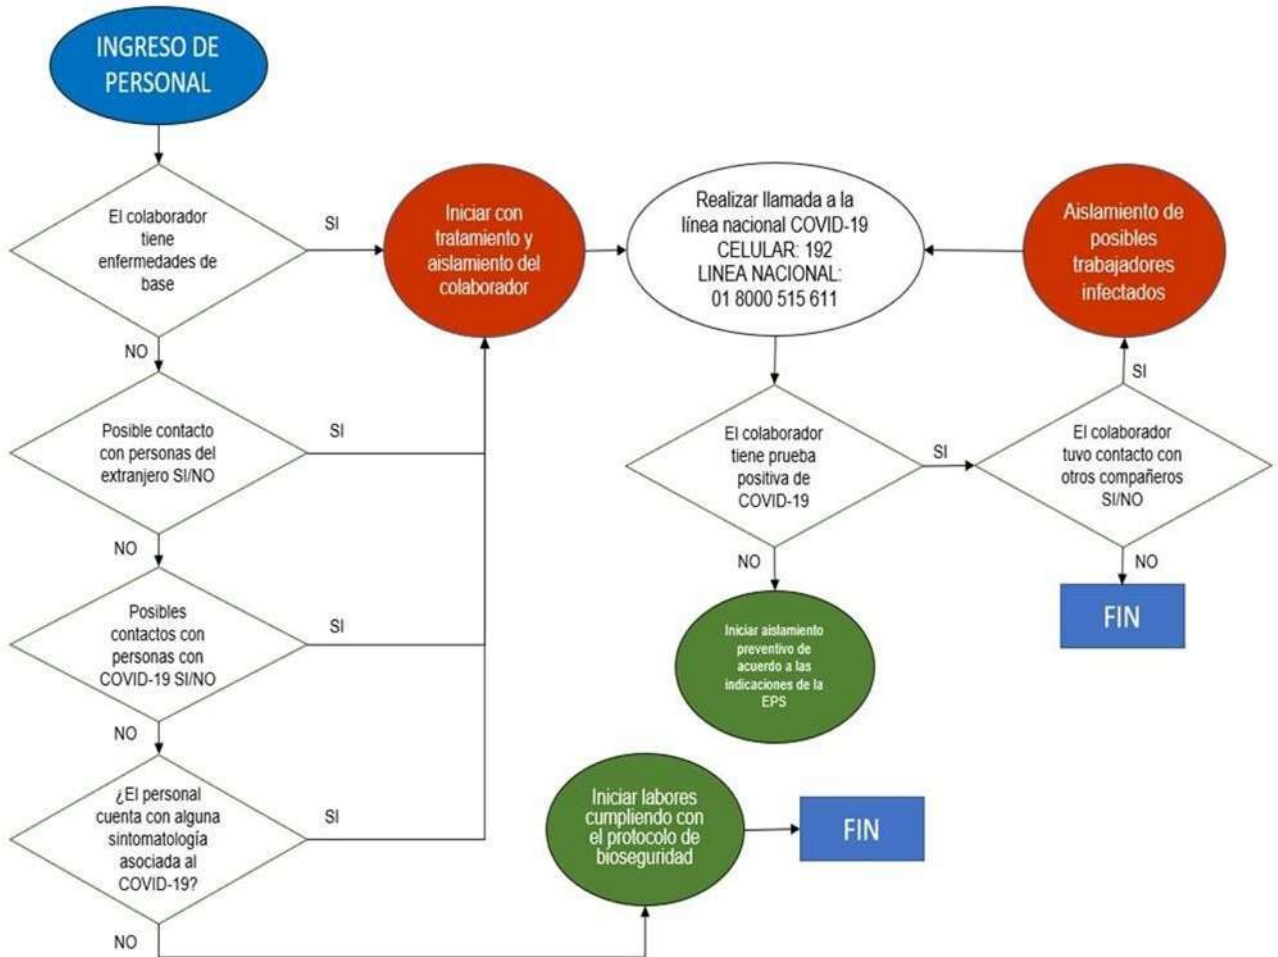 INGRESO DE
PERSONAL
El colaborador
tiene
enfermedades de
base
SI
Iniciar con
tratamiento y
aislamiento del
colaborador
Realizar llamada a la
línea nacional COVID-19
CELULAR: 192
LINEA NACIONAL:
01 8000 515 611
Aislamiento de
posibles
trabajadores
infectados
NO
Posible contacto
con personas del
extranjero SI/NO
SI
El colaborador
tiene prueba
positiva de
COVID-19
SI
El colaborador
tuvo contacto con
otros compañeros
SI/NO
SI
NO
Posibles
contactos con
personas con
COVID-19 SI/NO
SI
NO
Iniciar aislamiento
preventivo de
acuerdo a las
indicaciones de la
EPS
NO
FIN
NO
¿El personal
cuenta con alguna
sintomatología
asociada al
COVID-19?
SI
NO
Iniciar labores
cumpliendo con
el protocolo de
bioseguridad
FIN